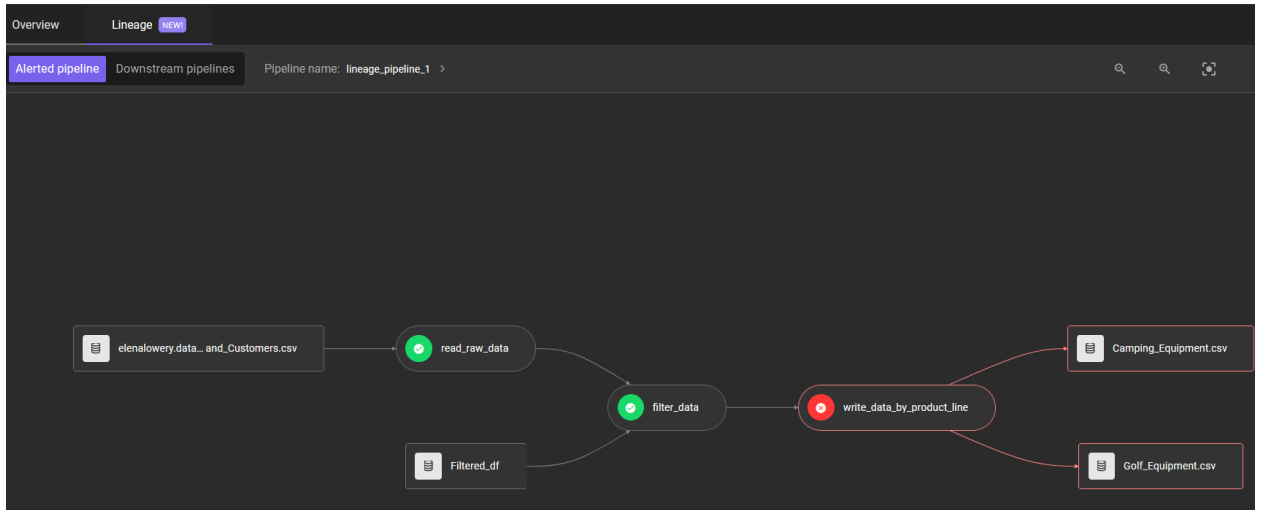 Overview Lineage NEW!
Alerted pipeline Downstream pipelines Pipeline name: lineage_pipeline_1 >
elenalowery.data... and_Customers.csv read_raw_data Camping_Equipment.csv
filter_data write_data_by_product_line
Filtered_df Golf_Equipment.csv